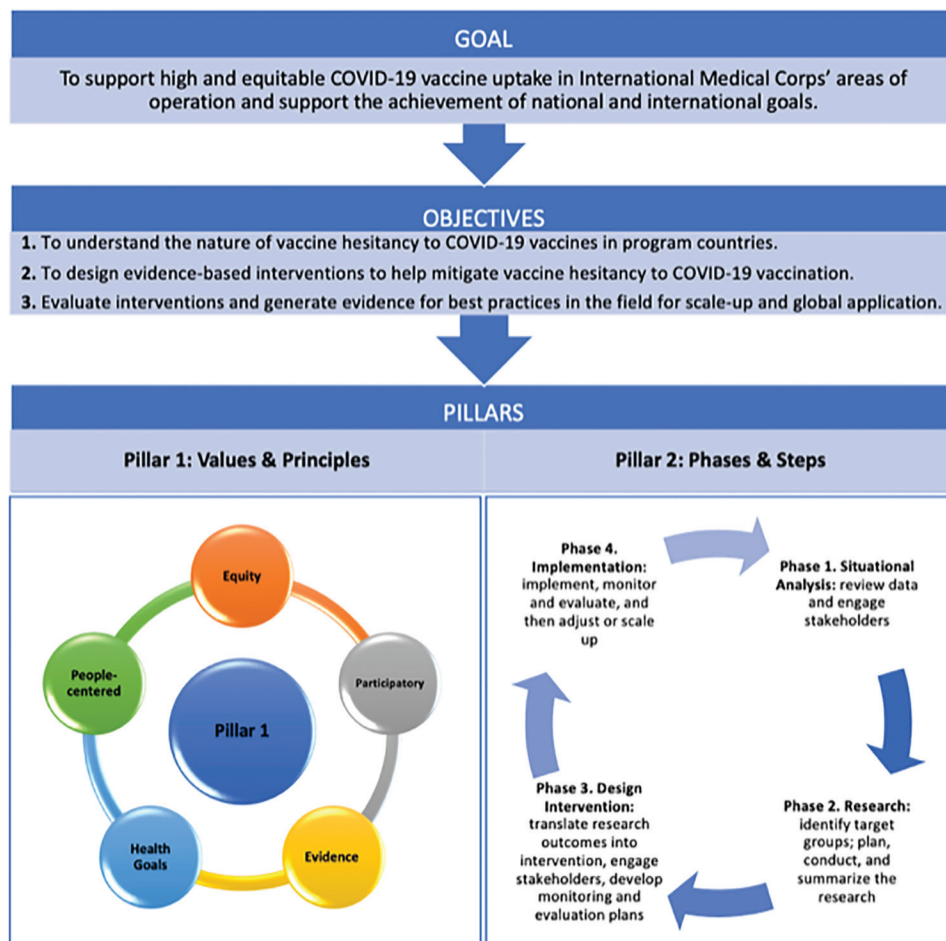 GOAL
To support high and equitable COVID-19 vaccine uptake in International Medical Corps' areas of
operation and support the achievement of national and international goals.
OBJECTIVES
1. To understand the nature of vaccine hesitancy to COVID-19 vaccines in program countries.
2. To design evidence-based interventions to help mitigate vaccine hesitancy to COVID-19 vaccination.
3. Evaluate interventions and generate evidence for best practices in the field for scale-up and global application.
PILLARS
Pillar 1: Values & Principles
Pillar 2: Phases & Steps
Equity
People-
centered
Participatory
Pillar 1
Health
Goals
Evidence
Phase 4.
Implementation:
implement, monitor
and evaluate, and
then adjust or scale
up
Phase 1. Situational
Analysis: review data
and engage
stakeholders
Phase 3. Design
Intervention:
translate research
outcomes into
intervention, engage
stakeholders, develop
monitoring and
evaluation plans
Phase 2. Research:
identify target
groups; plan,
conduct, and
summarize the
research